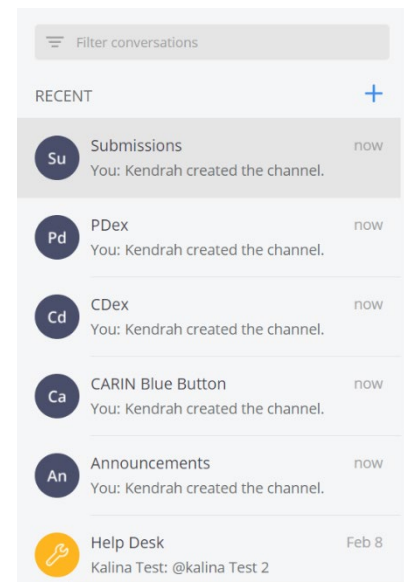 Filter conversations
RECENT
Su
Submissions now
You: Kendrah created the channel.
Pd
PDex now
You: Kendrah created the channel.
Cd
CDex now
You: Kendrah created the channel.
Ca
CARIN Blue Button now
You: Kendrah created the channel.
An
Announcements now
You: Kendrah created the channel.
Help Desk Feb 8
Kalina Test: @kalina Test 2